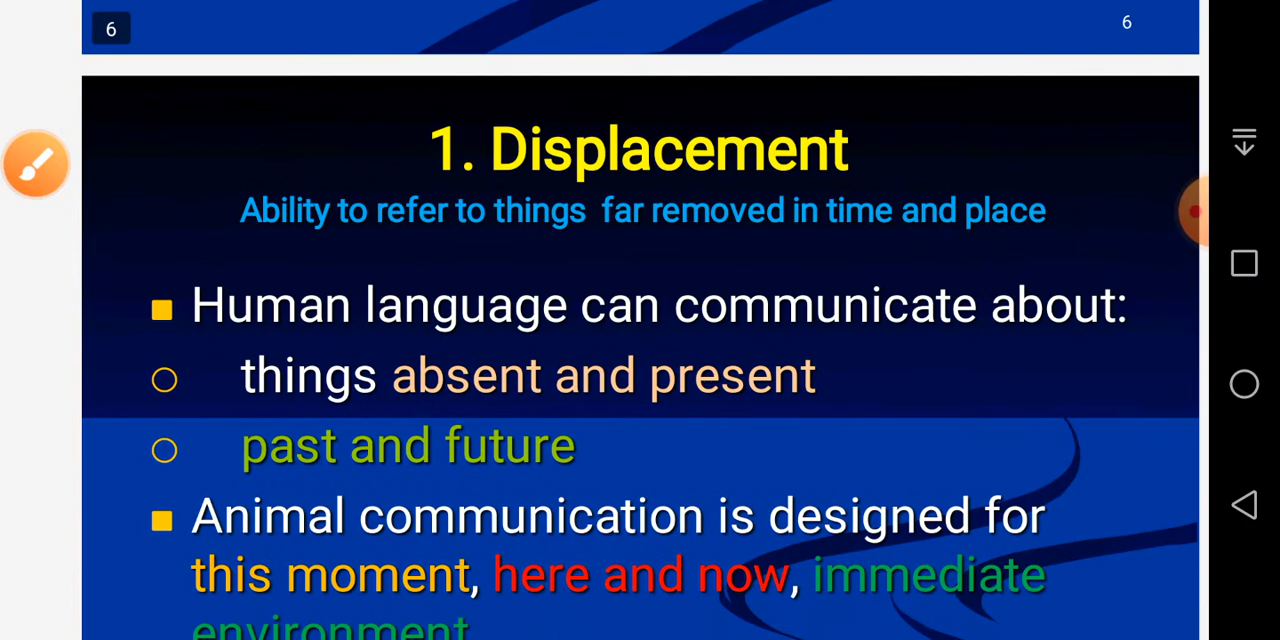 6
6
1. Displacement
Ability to refer to things far removed in time and place
Human language can communicate about:
things absent and present
past and future
Animal communication is designed for
this moment, here and now, immediate
environment